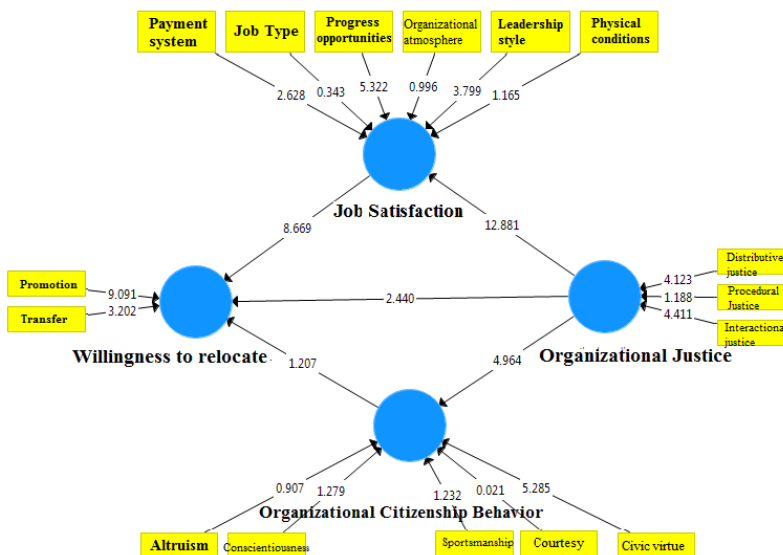 Payment
system
Job Type
Progress
opportunities
Organizational
atmosphere
Leadership
style
Physical
conditions
2.628
0.343
5.322
0.996
3.799
1.165
Job Satisfaction
8.669
12.881
Promotion
Transfer
9.091
3.202
2.440
4.123
1.188
4.411
Distributive
justice
Procedural
Justice
Interactiona
justice
Willingness to relocate
Organizational Justice
1.207
4.964
0.907
1.279
1.232
0.021
5.285
Organizational Citizenship Behavior
Altruism
Conscientiousness
Sportsmanship
Courtesy
Civic virtue